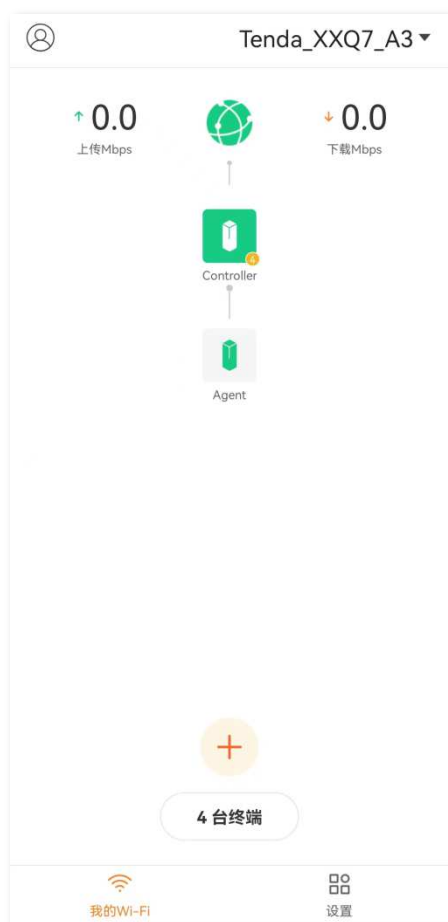 Tenda_XXQ7_A3
0.0
上传Mbps
0.0
下载Mbps
4
Controller
Agent
4 台终端
我的Wi-Fi
设置